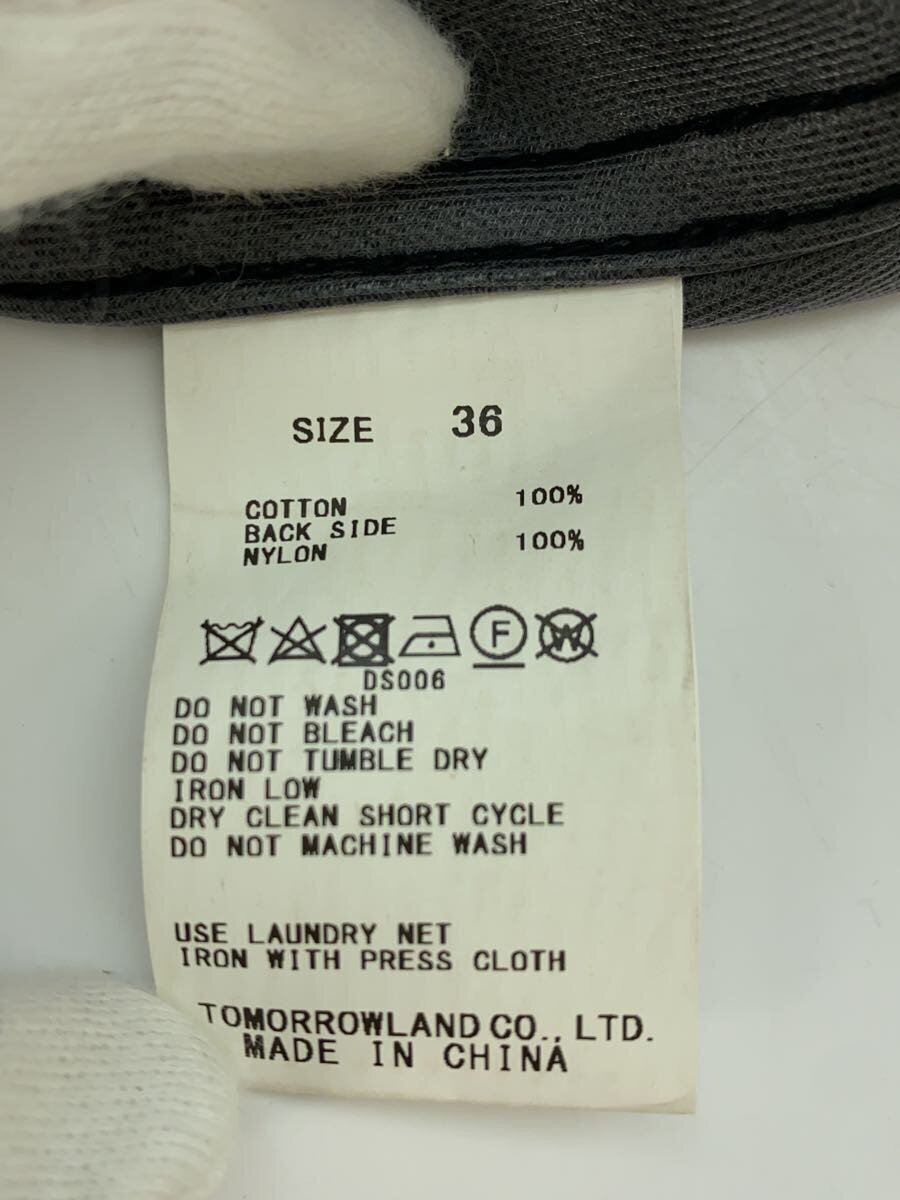 SIZE 36
COTTON 100%
BACK SIDE
NYLON 100%
F W
DS006
DO NOT WASH
DO NOT BLEACH
DO NOT TUMBLE DRY
IRON LOW
DRY CLEAN SHORT CYCLE
DO NOT MACHINE WASH
USE LAUNDRY NET
IRON WITH PRESS CLOTH
TOMORROWLAND CO., LTD.
MADE IN CHINA